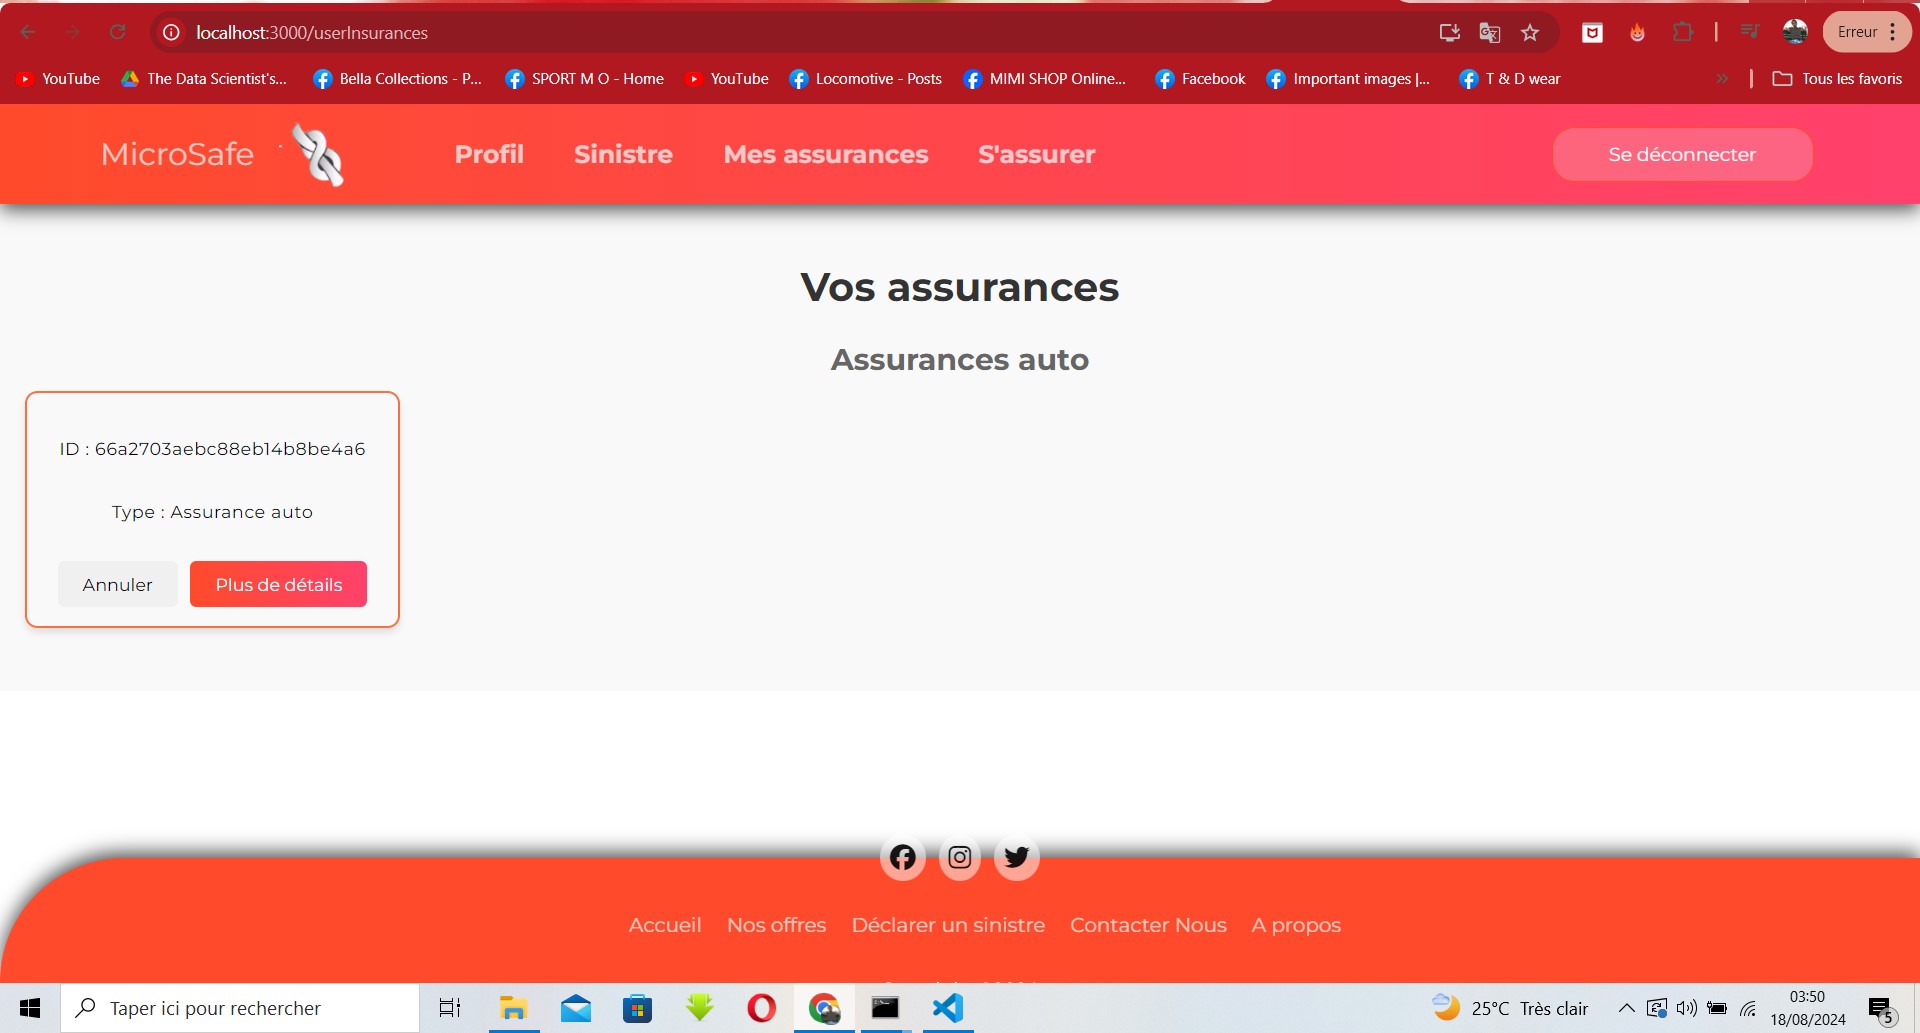 localhost:3000/userInsurances
Erreur
YouTube
The Data Scientist's...
Bella Collections - P...
SPORT M O - Home
YouTube
Locomotive - Posts
MIMI SHOP Online...
Facebook
Important images |...
T & D wear
»
Tous les favoris
MicroSafe
Profil
Sinistre
Mes assurances
S'assurer
Se déconnecter
Vos assurances
Assurances auto
ID : 66a2703aebc88eb14b8be4a6
Type : Assurance auto
Annuler
Plus de détails
Accueil
Nos offres
Déclarer un sinistre
Contacter Nous
A propos
Taper ici pour rechercher
25°C Très clair
03:50
18/08/2024
5